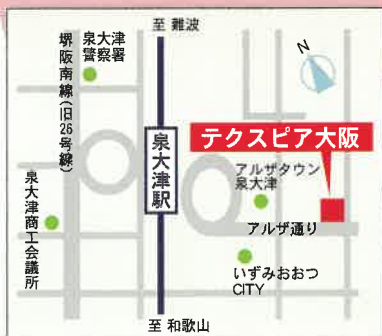 至 難波
泉大津
警察署
堺阪南線(旧26号線)
N
テクスピア大阪
泉大津駅
アルザタウン
泉大津
アルザ通り
泉大津商工会議所
いずみおおつ
CITY
至 和歌山